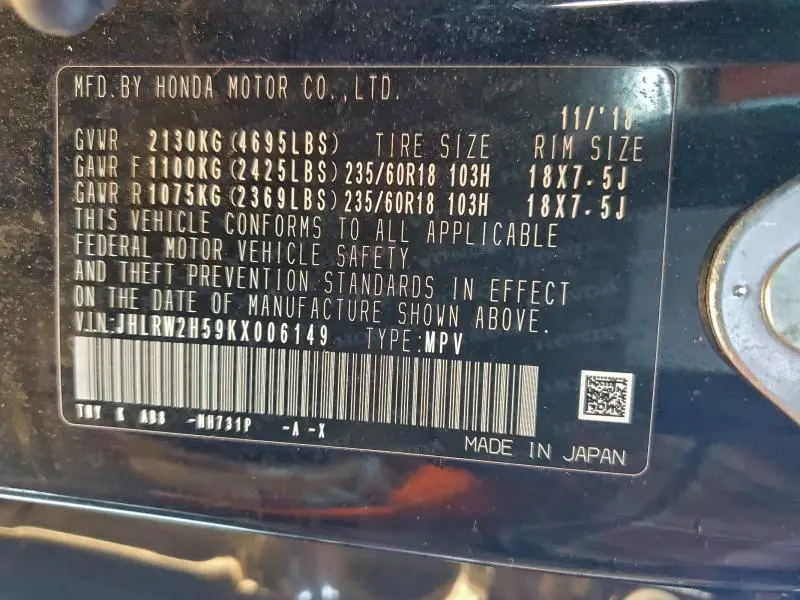 MFD. BY HONDA MOTOR CO., LTD.
11/'18
GVWR 2130KG (4695LBS) TIRE SIZE RIM SIZE
GAWR F 1100KG (2425LBS) 235/60R18 103H 18X7.5J
GAWR R 1075KG (2369LBS) 235/60R18 103H 18X7.5J
THIS VEHICLE CONFORMS TO ALL APPLICABLE
FEDERAL MOTOR VEHICLE SAFETY
AND THEFT PREVENTION STANDARDS IN EFFECT
ON THE DATE OF MANUFACTURE SHOWN ABOVE.
V.I.N:JHLRW2H59KX006149 TYPE:MPV
K -NH731P -A -X
MADE IN JAPAN